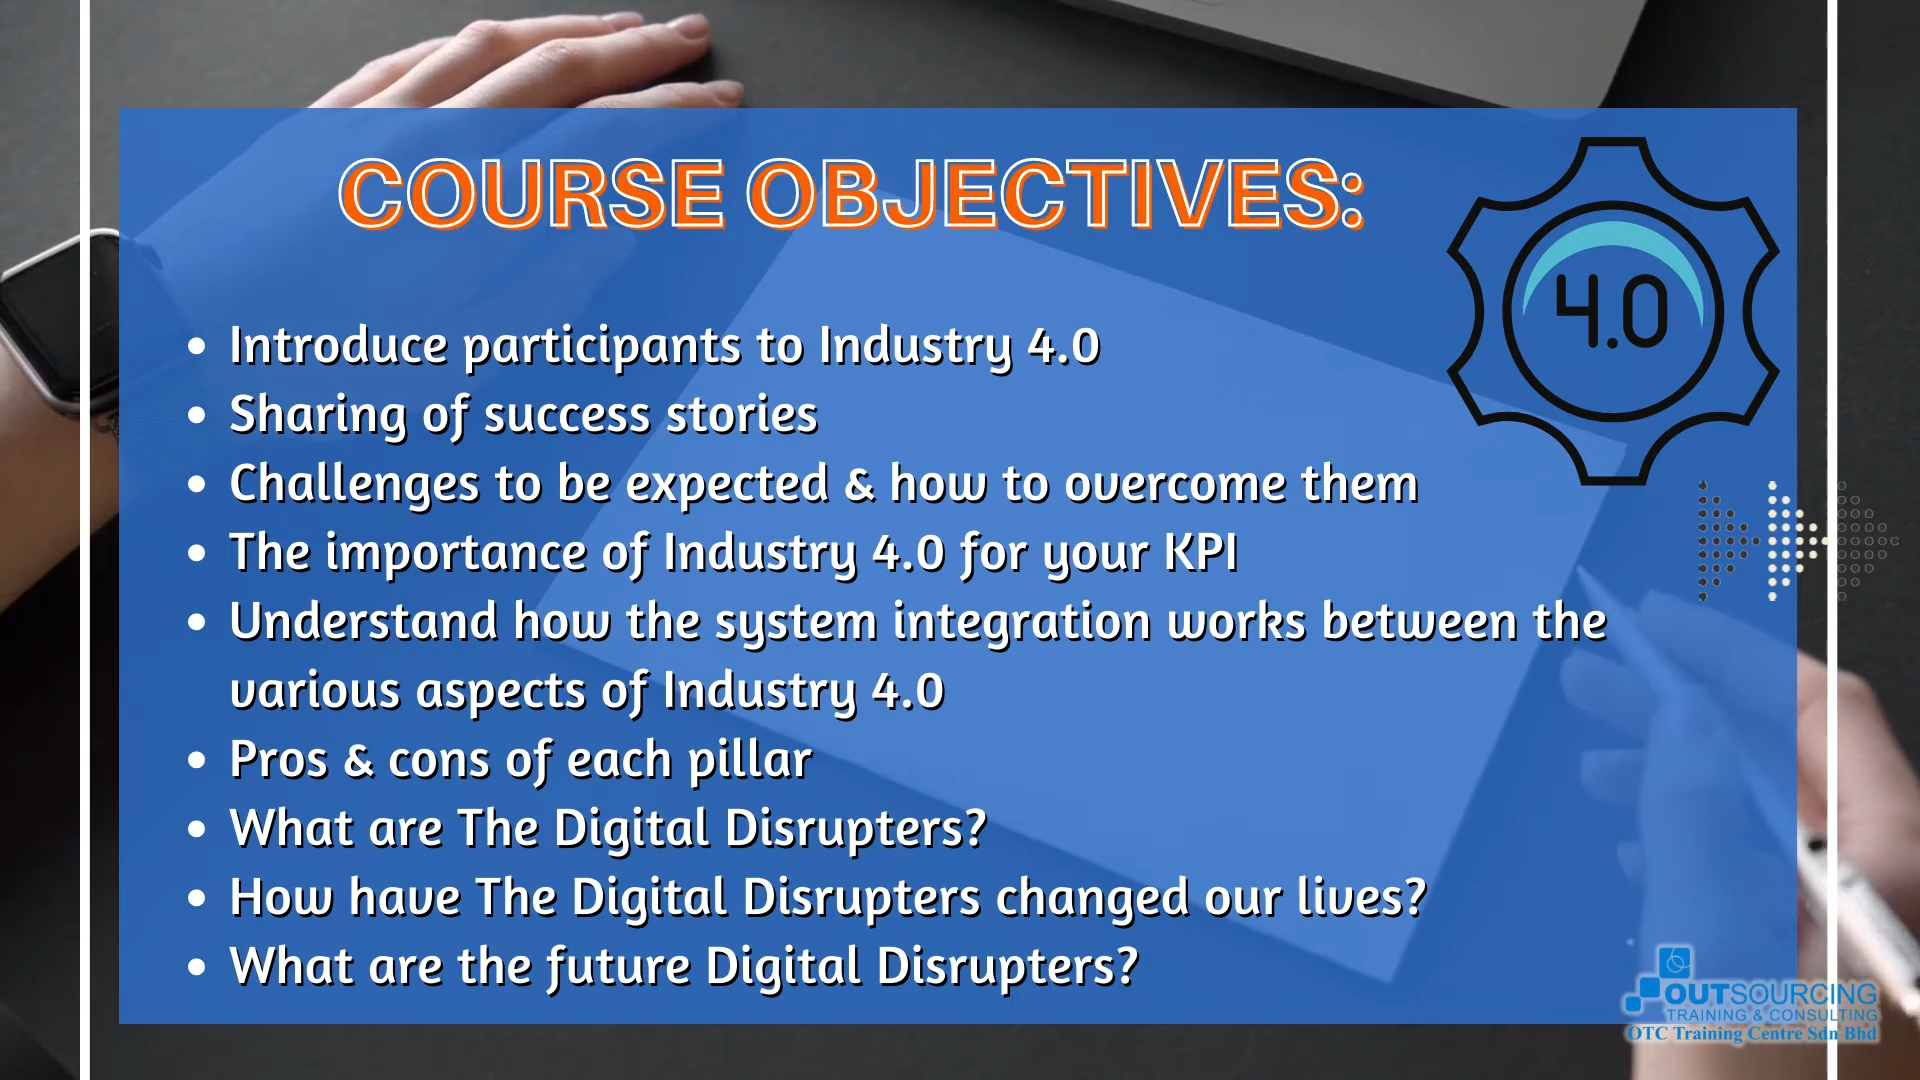 COURSE OBJECTIVES:
4.0
• Introduce participants to Industry 4.0
• Sharing of success stories
• Challenges to be expected & how to overcome them
• The importance of Industry 4.0 for your KPI
• Understand how the system integration works between the
various aspects of Industry 4.0
• Pros & cons of each pillar
• What are The Digital Disrupters?
• How have The Digital Disrupters changed our lives?
• What are the future Digital Disrupters?
OUTSOURCING
TRAINING & CONSULTING
OTC Training Centre Sdn Bhd